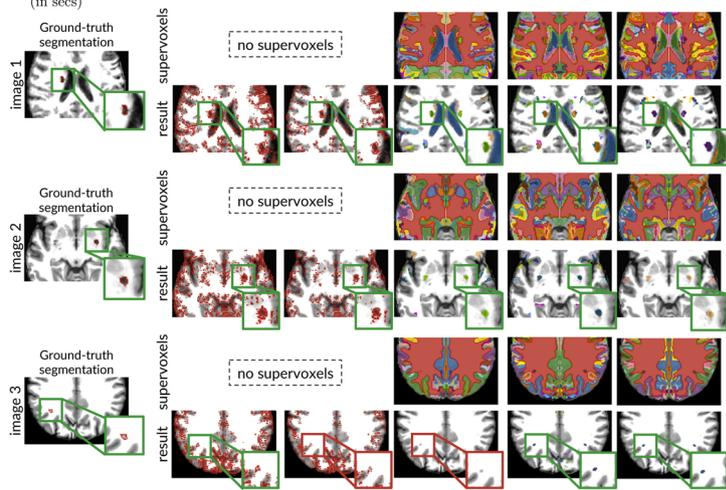 (in secs)
Ground-truth
segmentation
image 1
supervoxels
no supervoxels
result
Ground-truth
segmentation
image 2
supervoxels
no supervoxels
result
Ground-truth
segmentation
image 3
supervoxels
no supervoxels
result